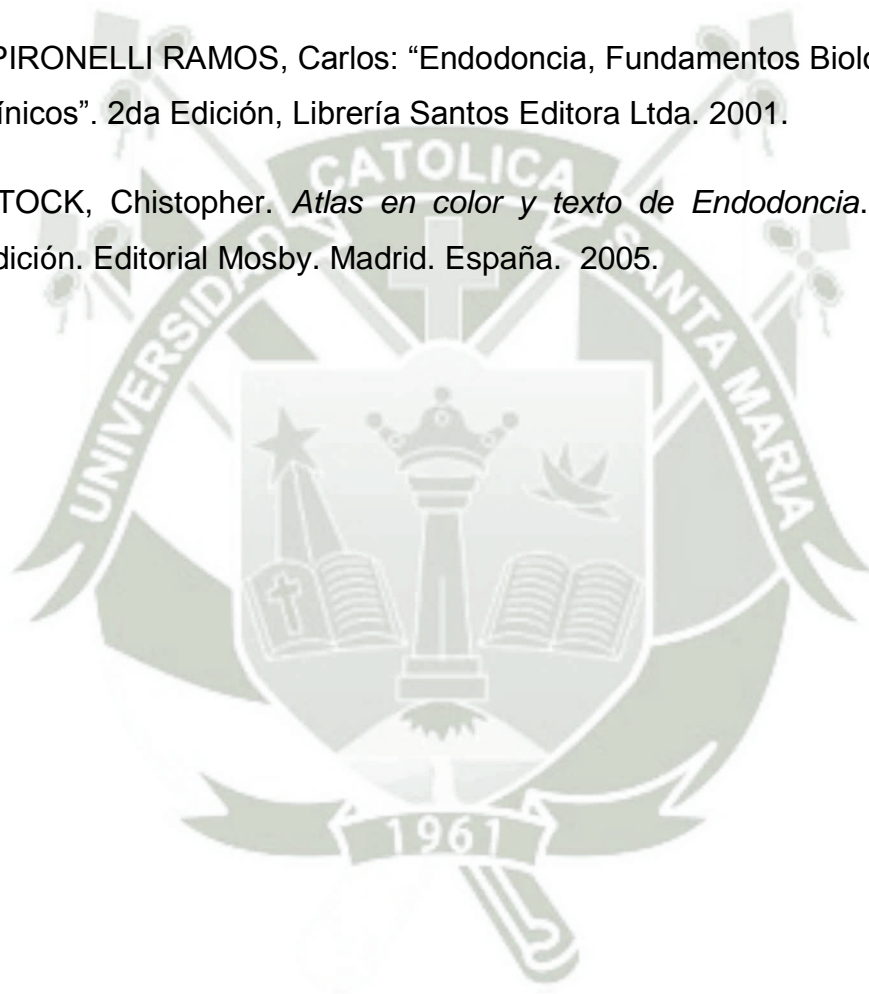 PIRONELLI RAMOS, Carlos: “Endodoncia, Fundamentos Bioló
ínicos”. 2da Edición, Librería Santos Editora Ltda. 2001.
TOCK, Chistopher. Atlas en color y texto de Endodoncia.
dición. Editorial Mosby. Madrid. España. 2005.
UNIVERSIDAD CATOLICA SANTA MARIA
1961